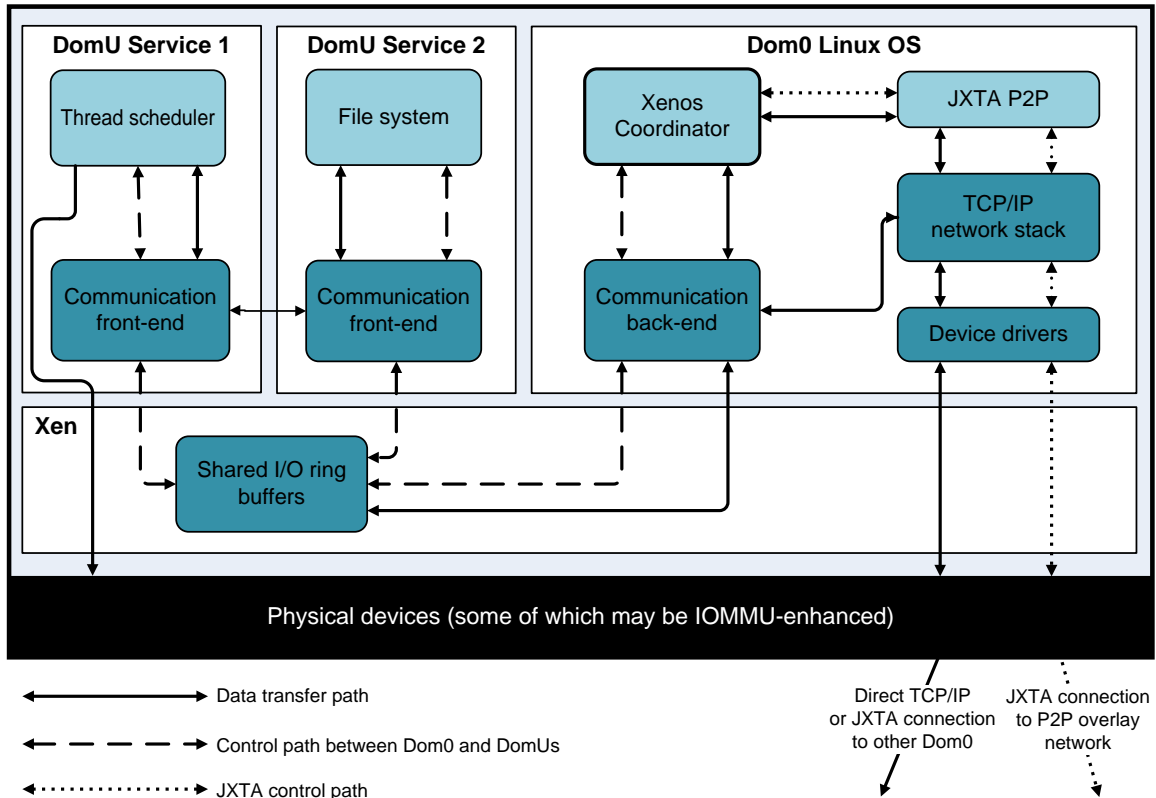 DomU Service 1
DomU Service 2
Dom0 Linux OS
Thread scheduler
File system
Xenos
Coordinator
JXTA P2P
TCP/IP
network stack
Communication
front-end
Communication
front-end
Communication
back-end
Device drivers
Xen
Shared I/O ring
buffers
Physical devices (some of which may be IOMMU-enhanced)
Data transfer path
Control path between Dom0 and DomUs
JXTA control path
Direct TCP/IP
or JXTA connection
to other Dom0
JXTA connection
to P2P overlay
network